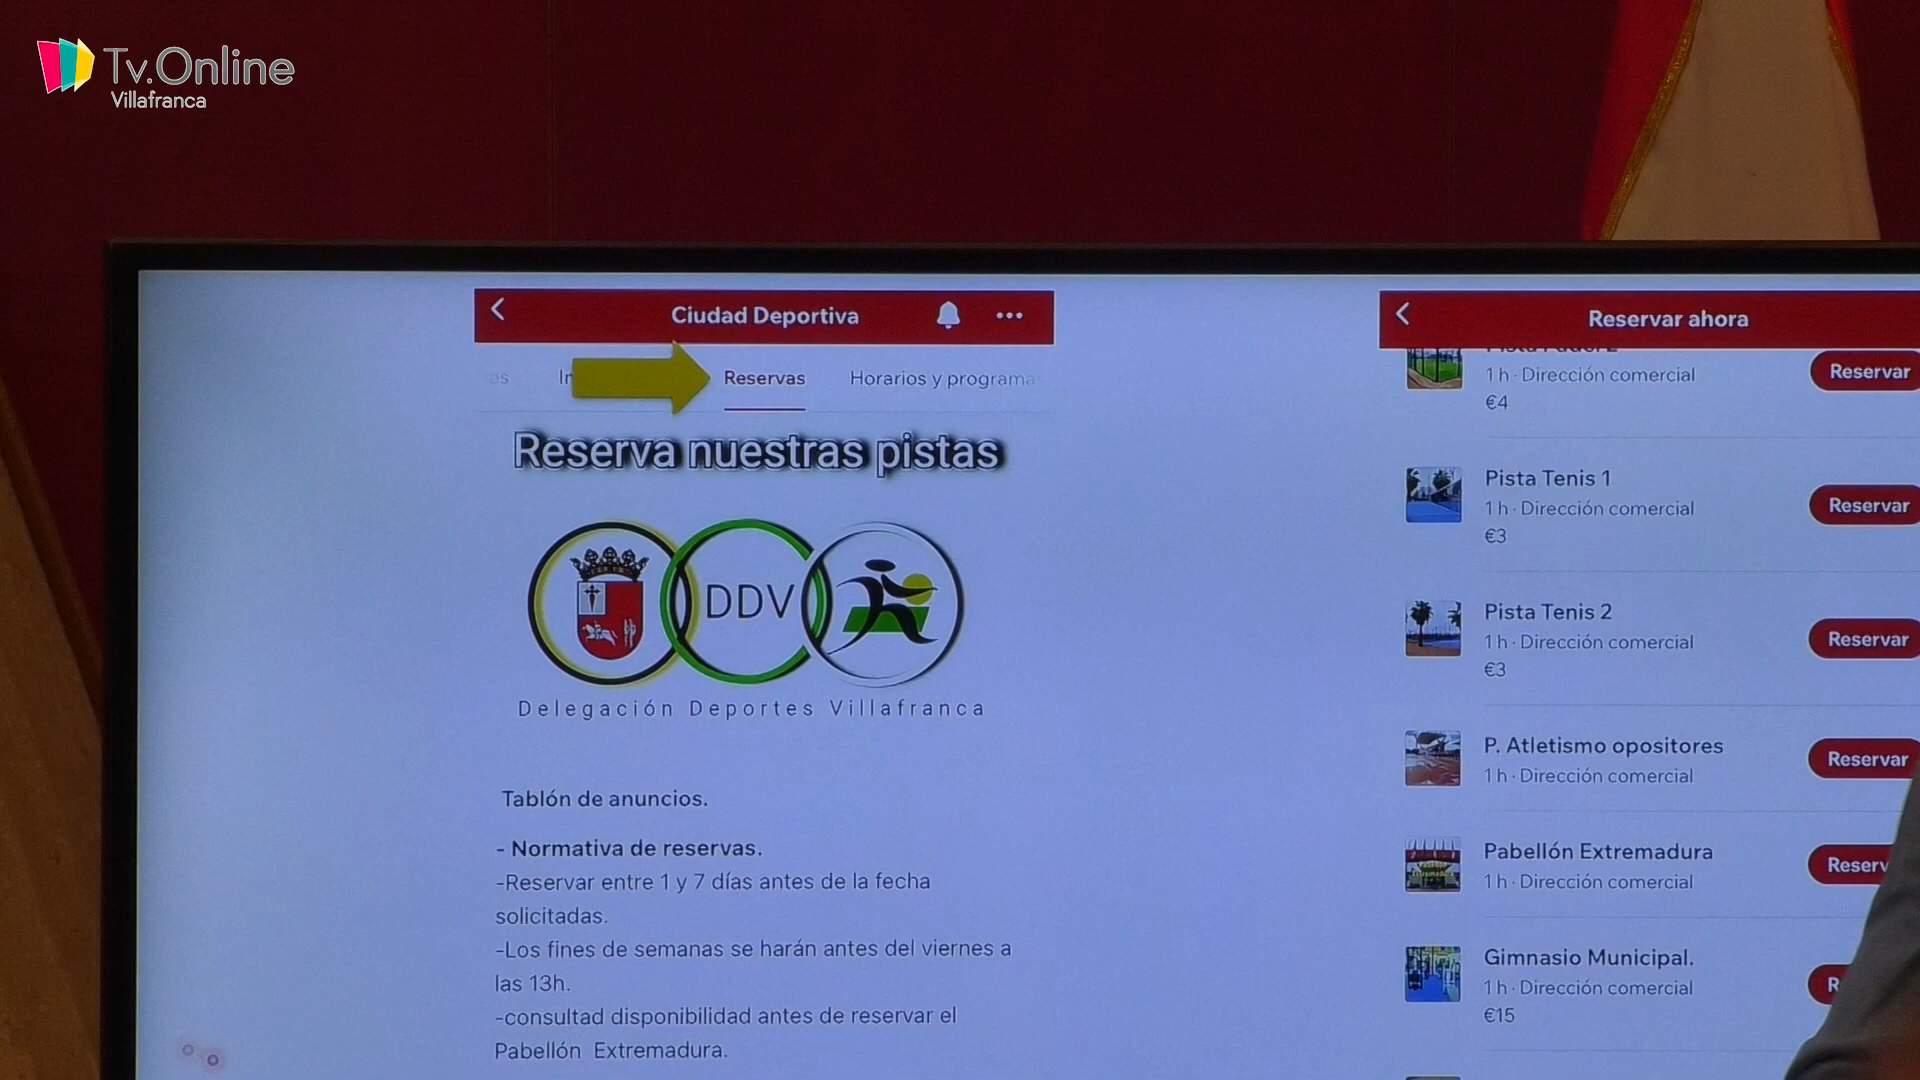 Tv.Online
Villafranca
Ciudad Deportiva
Reservas
Horarios y programa
Reserva nuestras pistas
DDV
Delegación Deportes Villafranca
Tablón de anuncios.
- Normativa de reservas.
-Reservar entre 1 y 7 días antes de la fecha
solicitadas.
-Los fines de semanas se harán antes del viernes a
las 13h.
-consultad disponibilidad antes de reservar el
Pabellón Extremadura.
Reservar ahora
1 h · Dirección comercial
€4
Reservar
Pista Tenis 1
1 h · Dirección comercial
€3
Reservar
Pista Tenis 2
1 h · Dirección comercial
€3
Reservar
P. Atletismo opositores
1 h · Dirección comercial
Reservar
Pabellón Extremadura
1 h · Dirección comercial
Reserv
Gimnasio Municipal.
1 h · Dirección comercial
€15
R